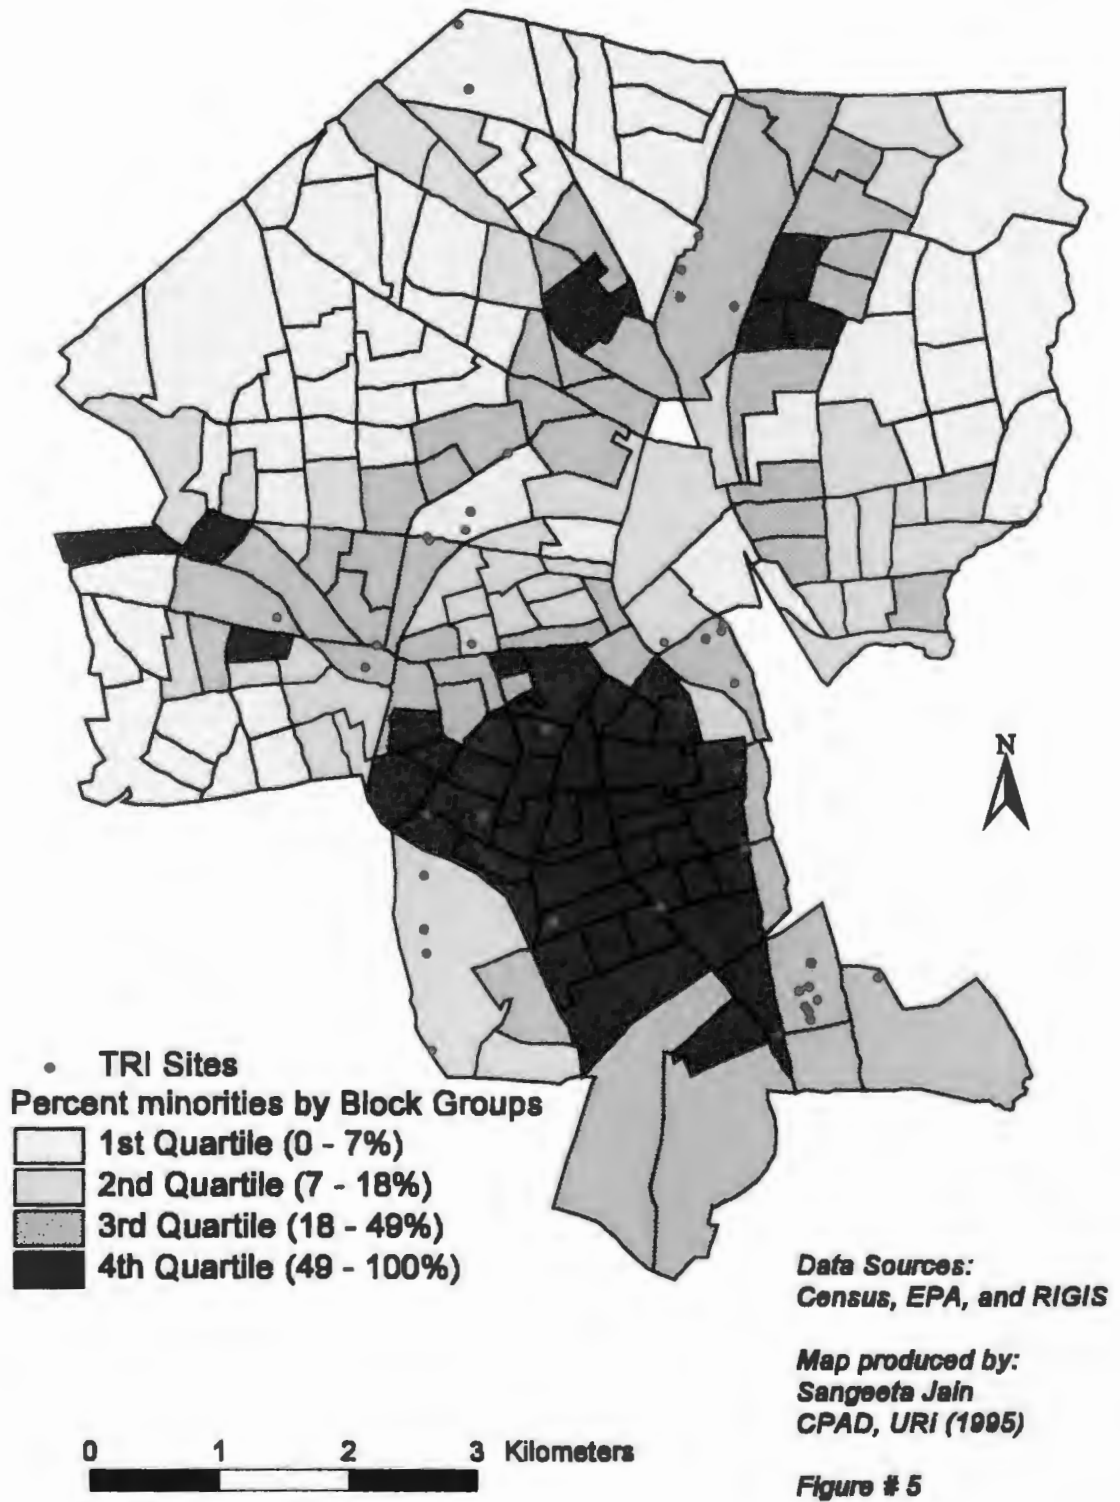 N
TRI Sites
Percent minorities by Block Groups
1st Quartile (0 - 7%)
2nd Quartile (7 - 18%)
3rd Quartile (18 - 49%)
4th Quartile (49 - 100%)
Data Sources:
Census, EPA, and RIGIS
Map produced by:
Sangeeta Jain
CPAD, URI (1995)
0 1 2 3 Kilometers
Figure # 5